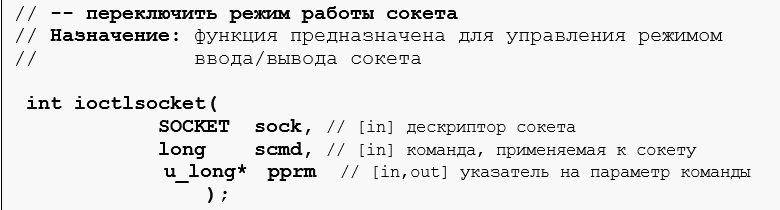 // -- переключить режим работы сокета
// Назначение: функция предназначена для управления режимом
// ввода/вывода сокета
int ioctlsocket(
SOCKET sock, // [in] дескриптор сокета
long scmd, // [in] команда, применяемая к сокету
u_long* pprm // [in,out] указатель на параметр команды
);